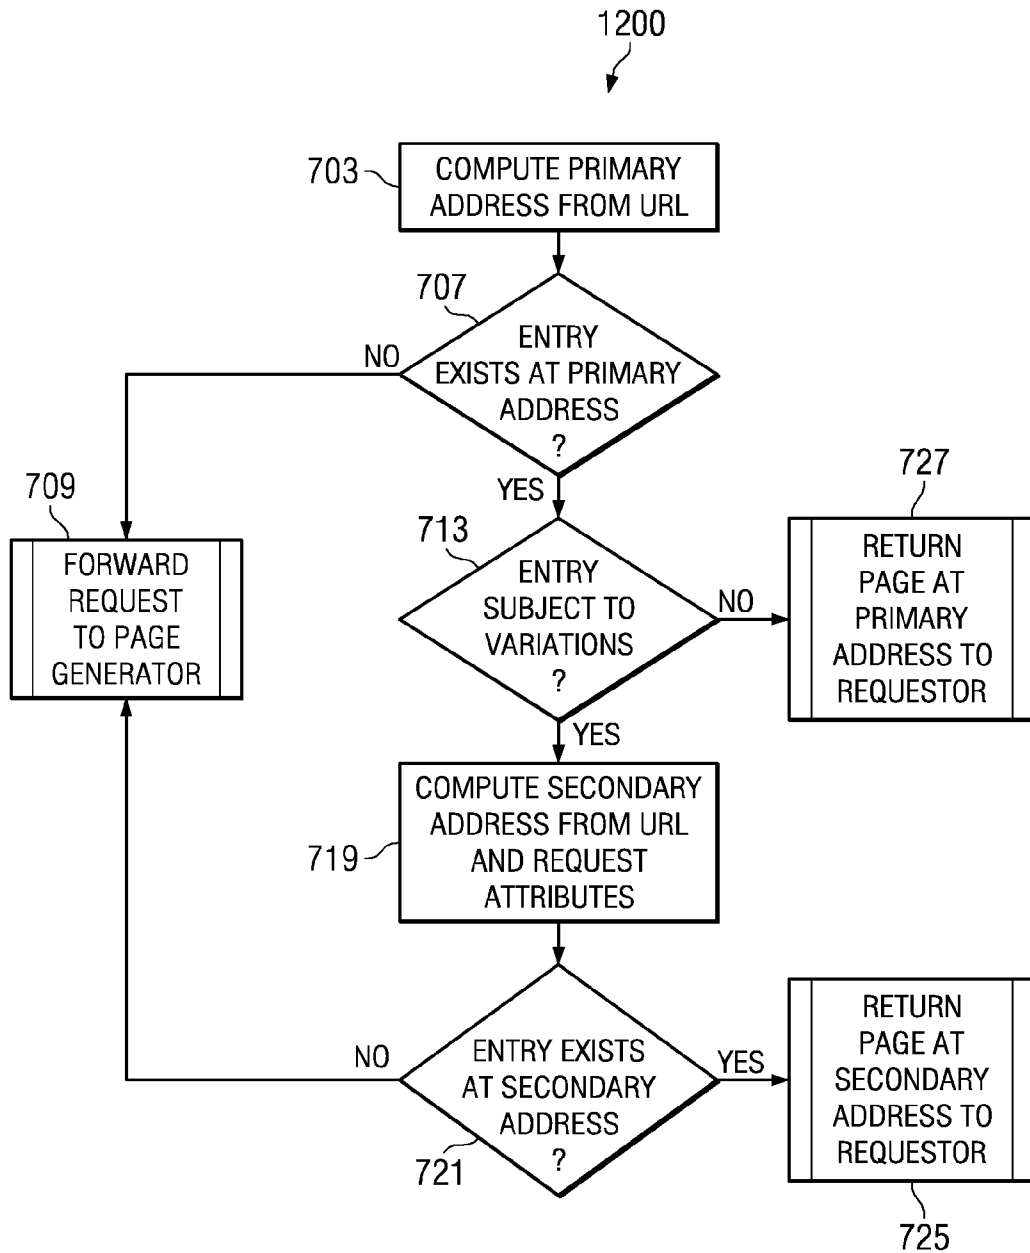 1200
703
COMPUTE PRIMARY
ADDRESS FROM URL
707
ENTRY
EXISTS AT PRIMARY
ADDRESS
?
NO
YES
709
FORWARD
REQUEST
TO PAGE
GENERATOR
713
ENTRY
SUBJECT TO
VARIATIONS
?
NO
727
RETURN
PAGE AT
PRIMARY
ADDRESS TO
REQUESTOR
YES
719
COMPUTE SECONDARY
ADDRESS FROM URL
AND REQUEST
ATTRIBUTES
721
ENTRY EXISTS
AT SECONDARY
ADDRESS
?
NO
YES
RETURN
PAGE AT
SECONDARY
ADDRESS TO
REQUESTOR
725